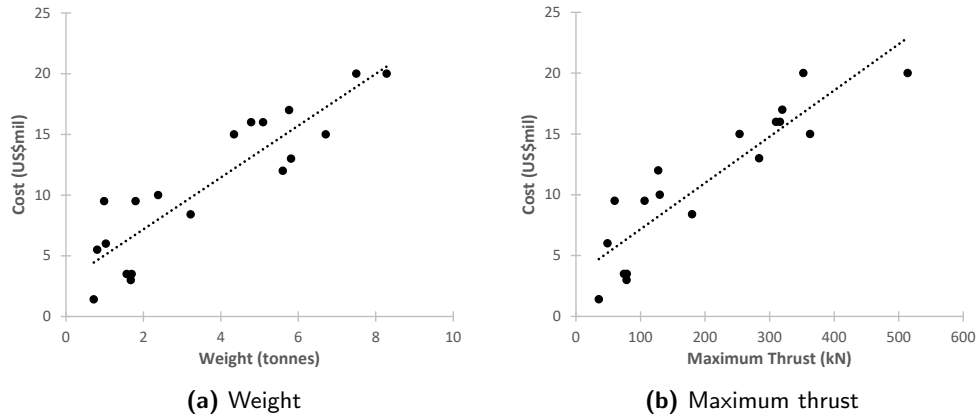 25
20
15
10
5
0
Cost (US$mil)
0 2 4 6 8 10
Weight (tonnes)
(a) Weight
25
20
15
10
5
0
Cost (US$mil)
0 100 200 300 400 500 600
Maximum Thrust (kN)
(b) Maximum thrust